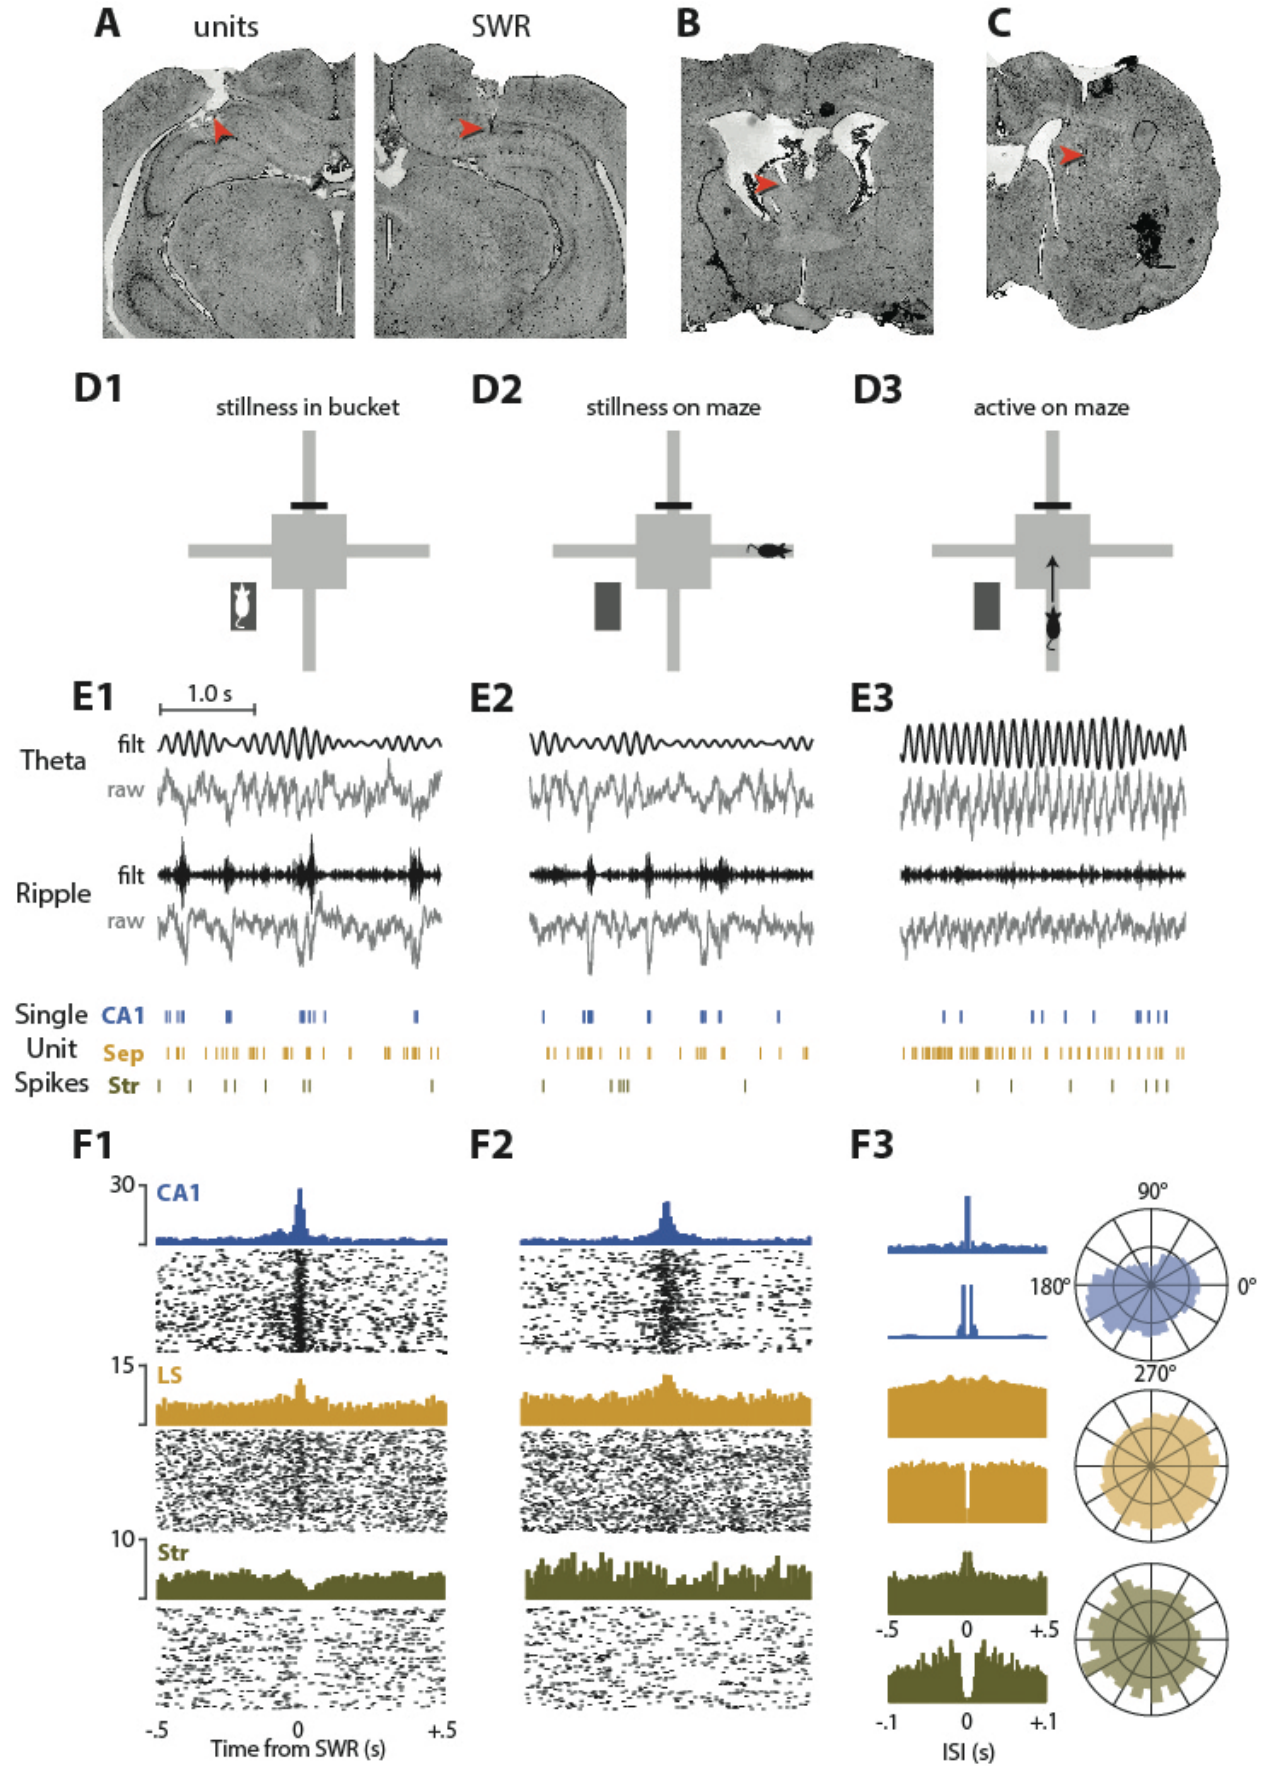 A units SWR B C
D1 D2 D3
stillness in bucket stillness on maze active on maze
E1 E2 E3
1.0 s
Theta filt
raw
Ripple filt
raw
Single CA1
Unit Sep
Spikes Str
F1 F2 F3
30 CA1
90°
180° 0°
270°
15 LS
10 Str
-.5 0 +.5
-.1 0 +.1
ISI (s)
-.5 0 +.5
Time from SWR (s)